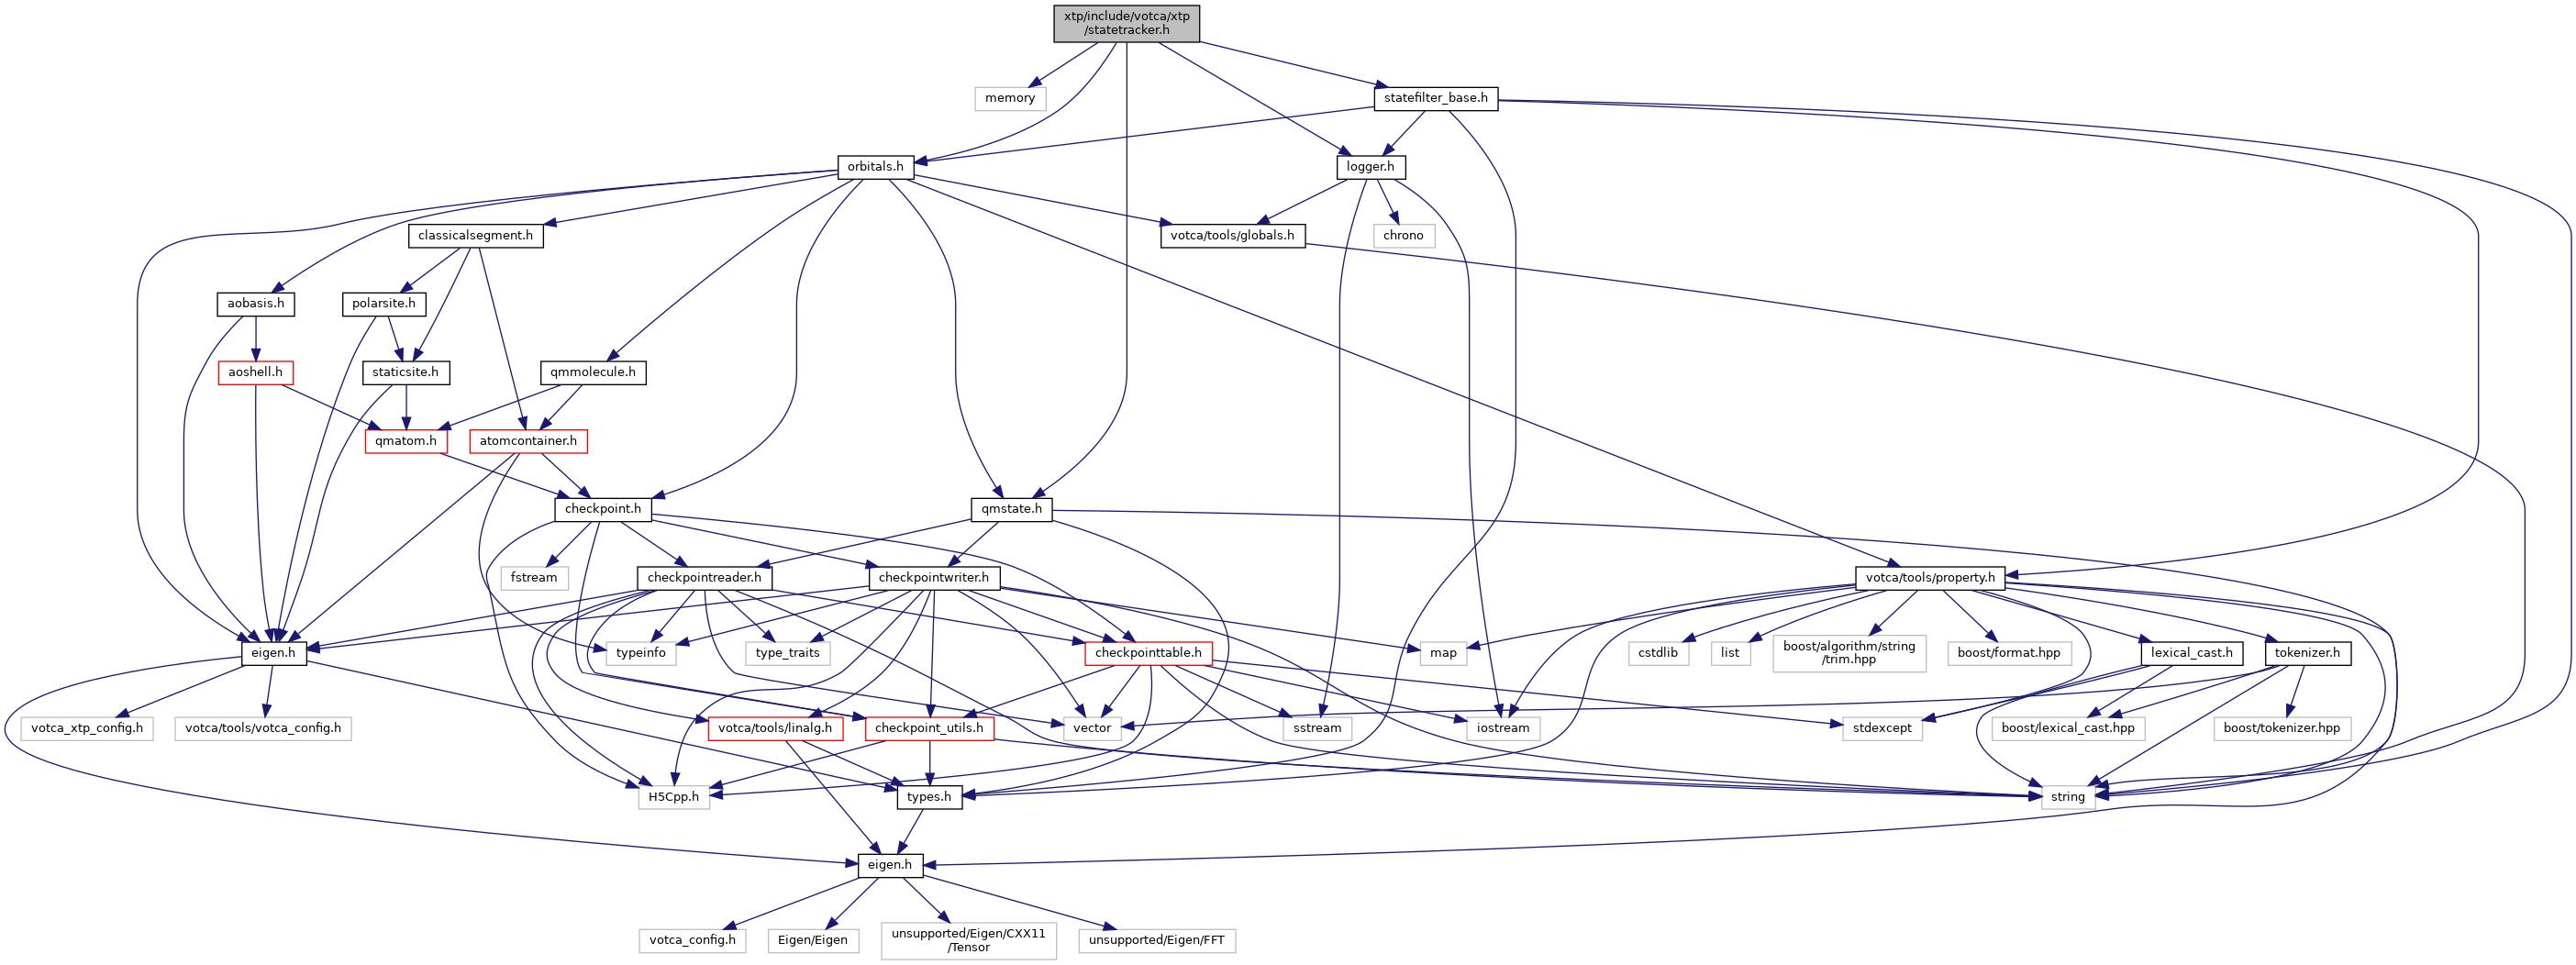 xtp/include/votca/xtp
/statetracker.h
memory
statefilter_base.h
orbitals.h
logger.h
classicalsegment.h
votca/tools/globals.h
chrono
aobasis.h
polarsite.h
aoshell.h
staticsite.h
qmmolecule.h
qmatom.h
atomcontainer.h
checkpoint.h
qmstate.h
fstream
checkpointreader.h
checkpointwriter.h
votca/tools/property.h
eigen.h
typeinfo
type_traits
checkpointtable.h
map
cstdlib
list
boost/algorithm/string
/trim.hpp
boost/format.hpp
lexical_cast.h
tokenizer.h
votca_xtp_config.h
votca/tools/votca_config.h
votca/tools/linalg.h
checkpoint_utils.h
vector
sstream
iostream
stdexcept
boost/lexical_cast.hpp
boost/tokenizer.hpp
H5Cpp.h
types.h
string
eigen.h
votca_config.h
Eigen/Eigen
unsupported/Eigen/CXX11
/Tensor
unsupported/Eigen/FFT